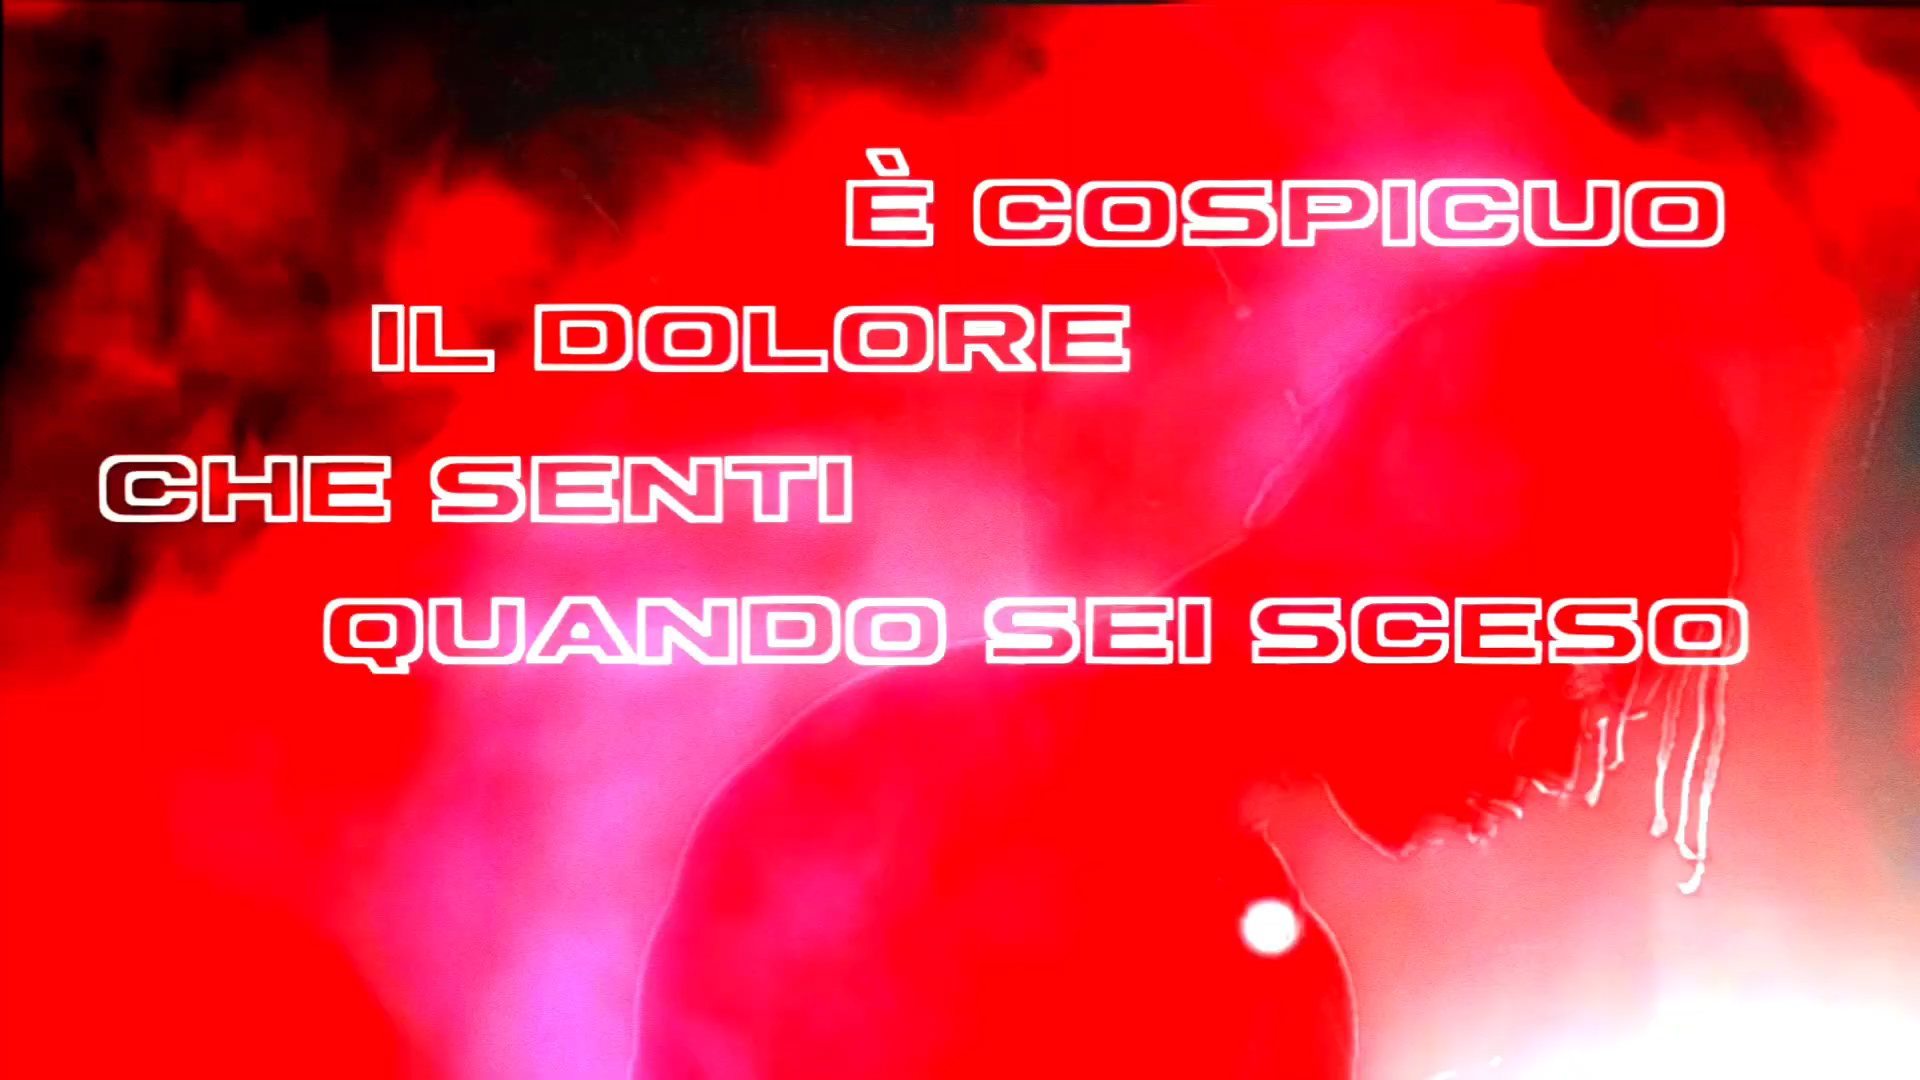 È COSPICUO
IL DOLORE
CHE SENTI
QUANDO SEI SCESO